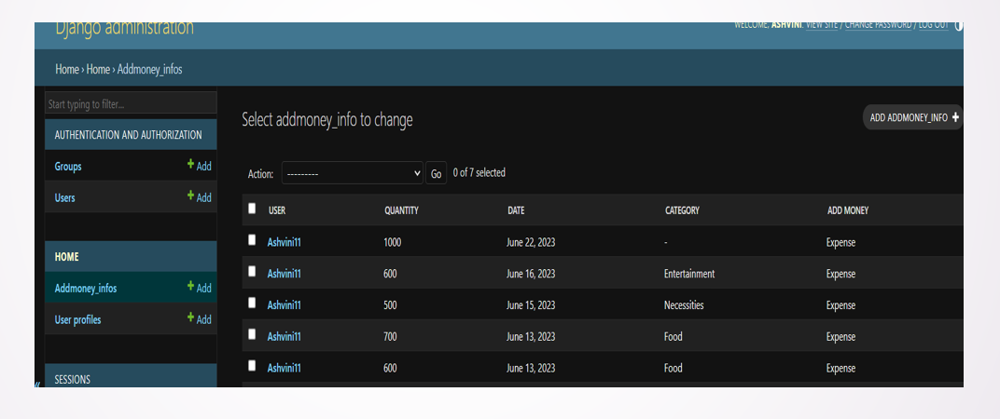 Django administration
WELCOME, ASHVINI. VIEW SITE / CHANGE PASSWORD / LOG OUT
Home › Home › Addmoney_infos
Start typing to filter...
AUTHENTICATION AND AUTHORIZATION
Groups + Add
Users + Add
HOME
Addmoney_infos + Add
User profiles + Add
SESSIONS
«
Select addmoney_info to change
ADD ADDMONEY_INFO +
Action: --------- Go 0 of 7 selected
USER QUANTITY DATE CATEGORY ADD MONEY
Ashvini11 1000 June 22, 2023 - Expense
Ashvini11 600 June 16, 2023 Entertainment Expense
Ashvini11 500 June 15, 2023 Necessities Expense
Ashvini11 700 June 13, 2023 Food Expense
Ashvini11 600 June 13, 2023 Food Expense